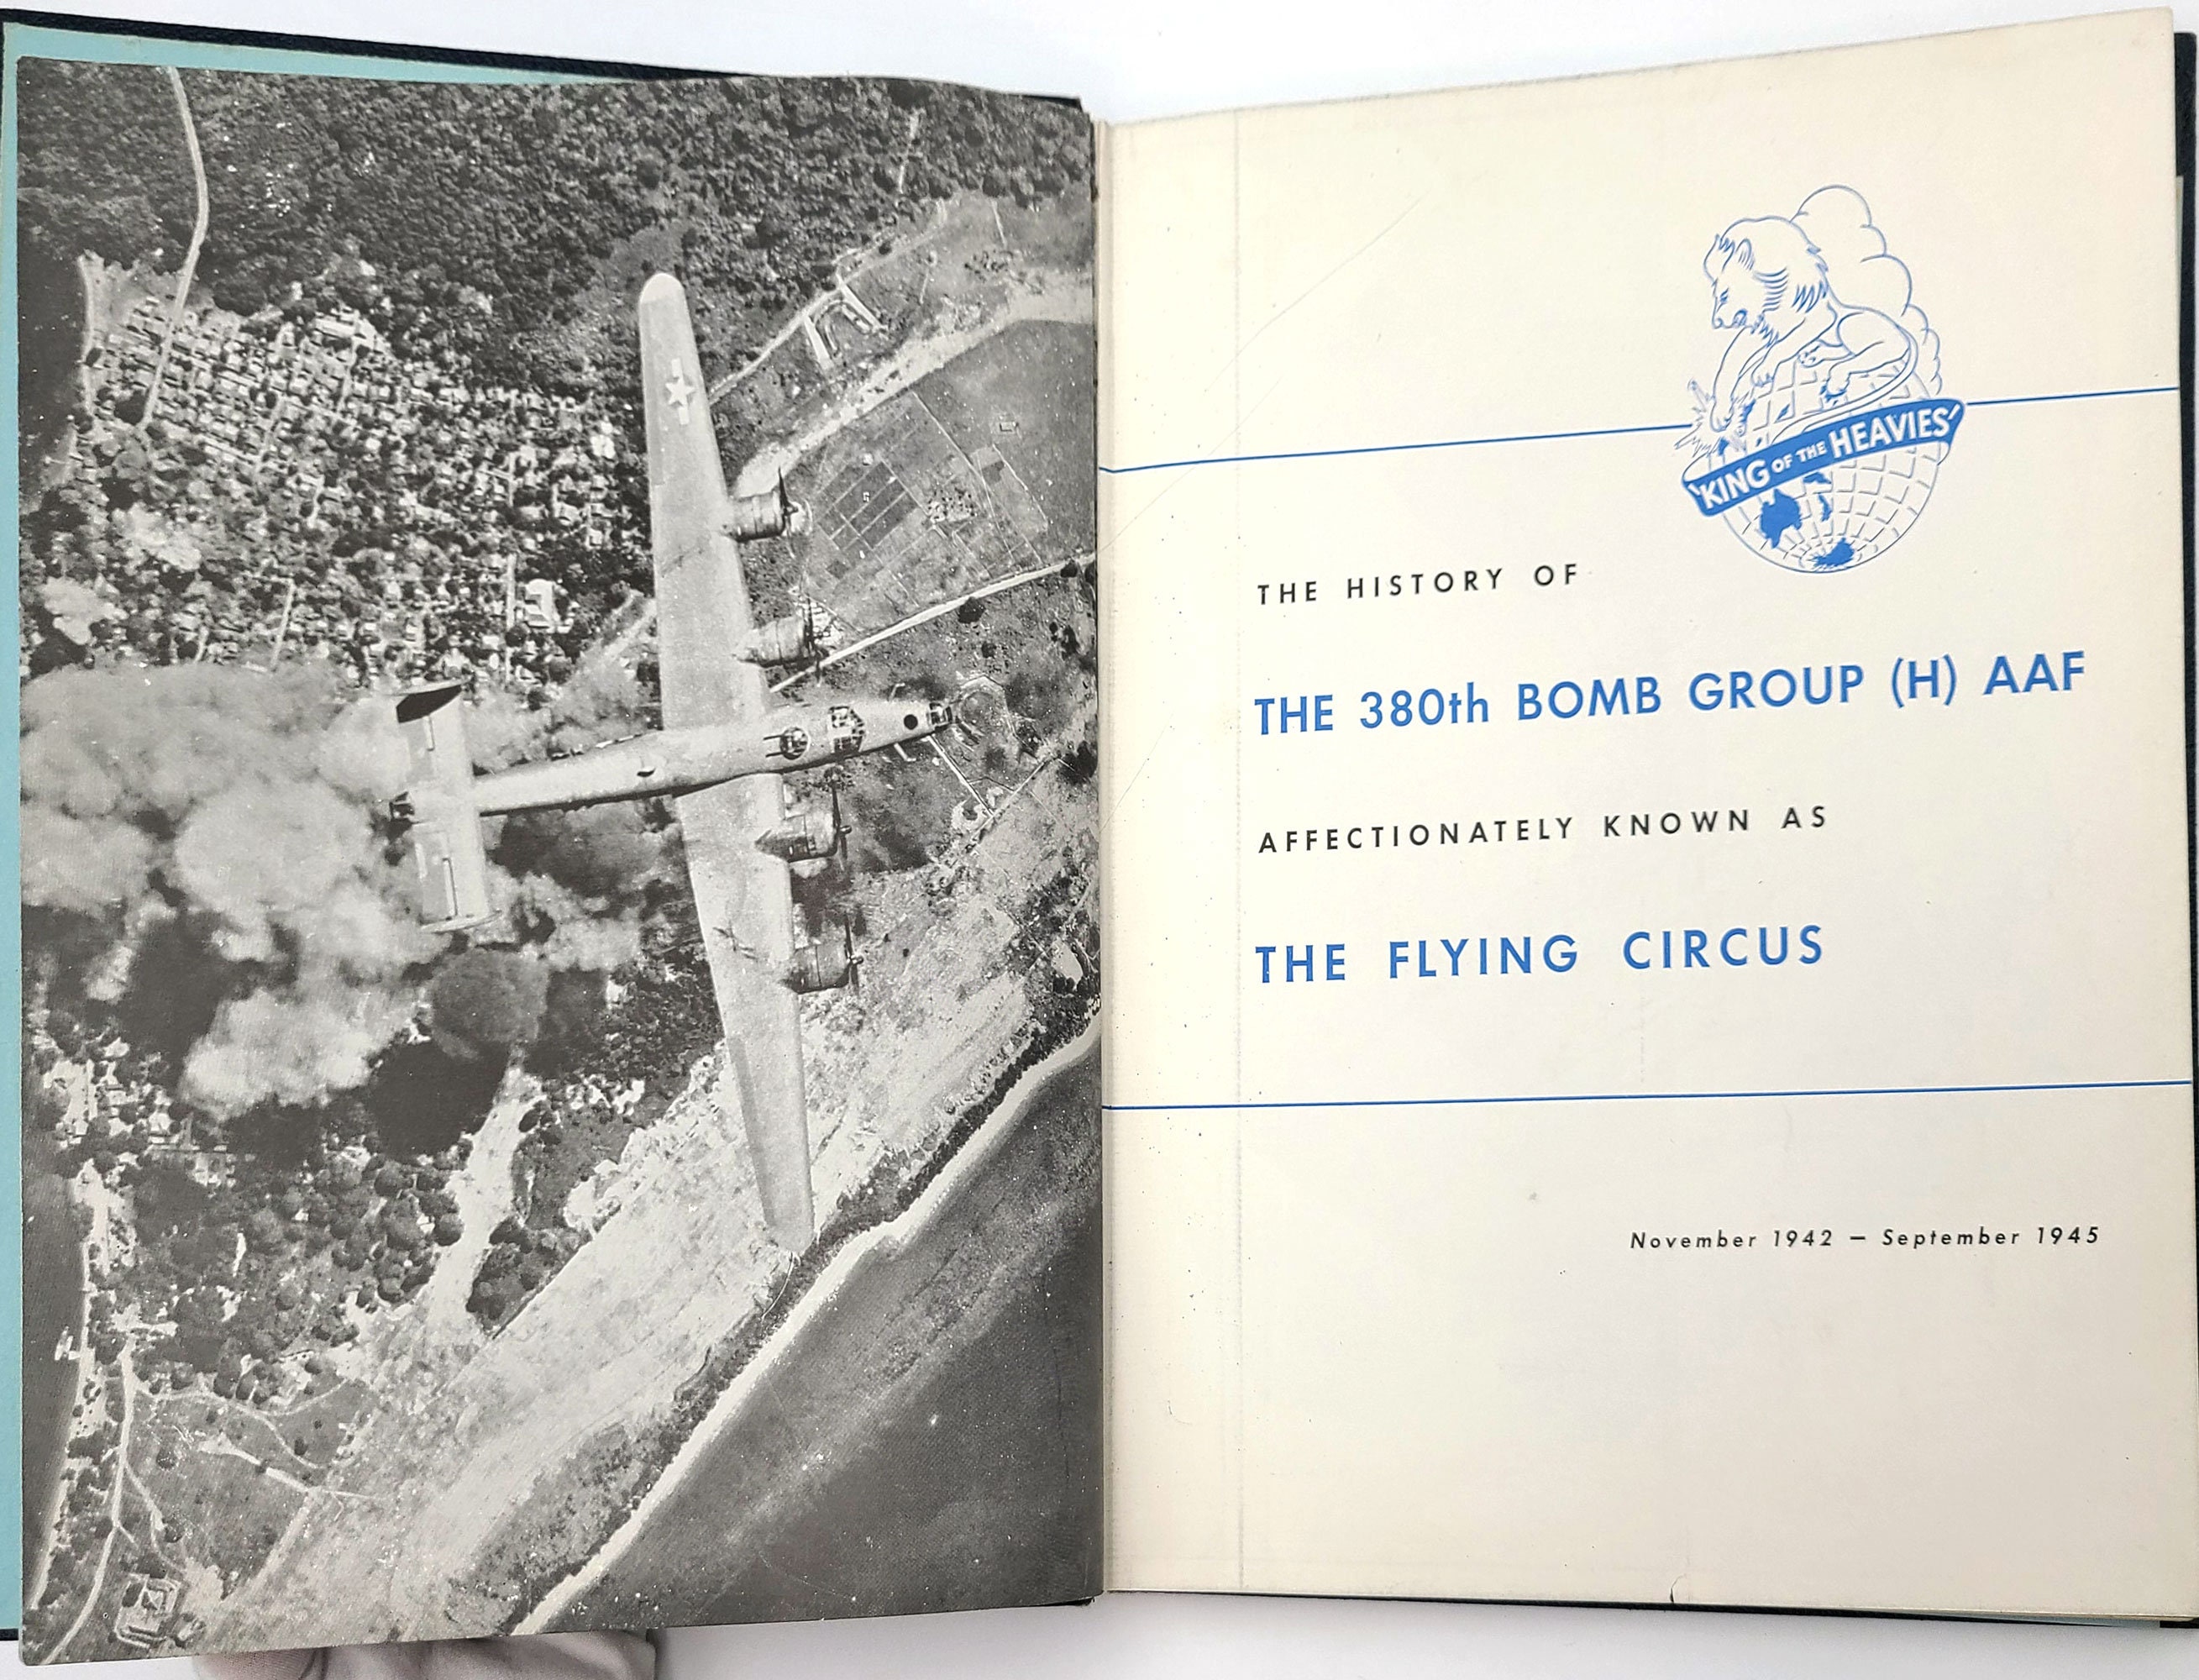 'KING OF THE HEAVIES'
THE HISTORY OF
THE 380th BOMB GROUP (H) AAF
AFFECTIONATELY KNOWN AS
THE FLYING CIRCUS
November 1942 — September 1945